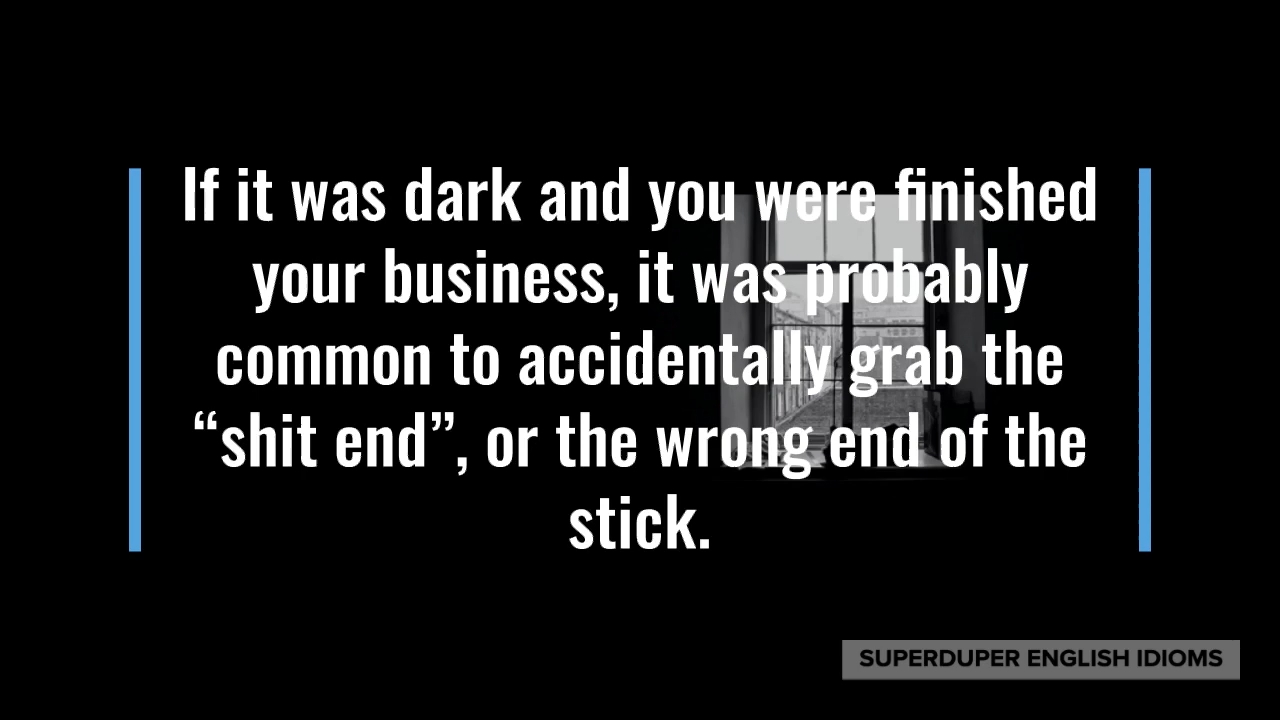 If it was dark and you were finished
your business, it was probably
common to accidentally grab the
“shit end”, or the wrong end of the
stick.
SUPERDUPER ENGLISH IDIOMS